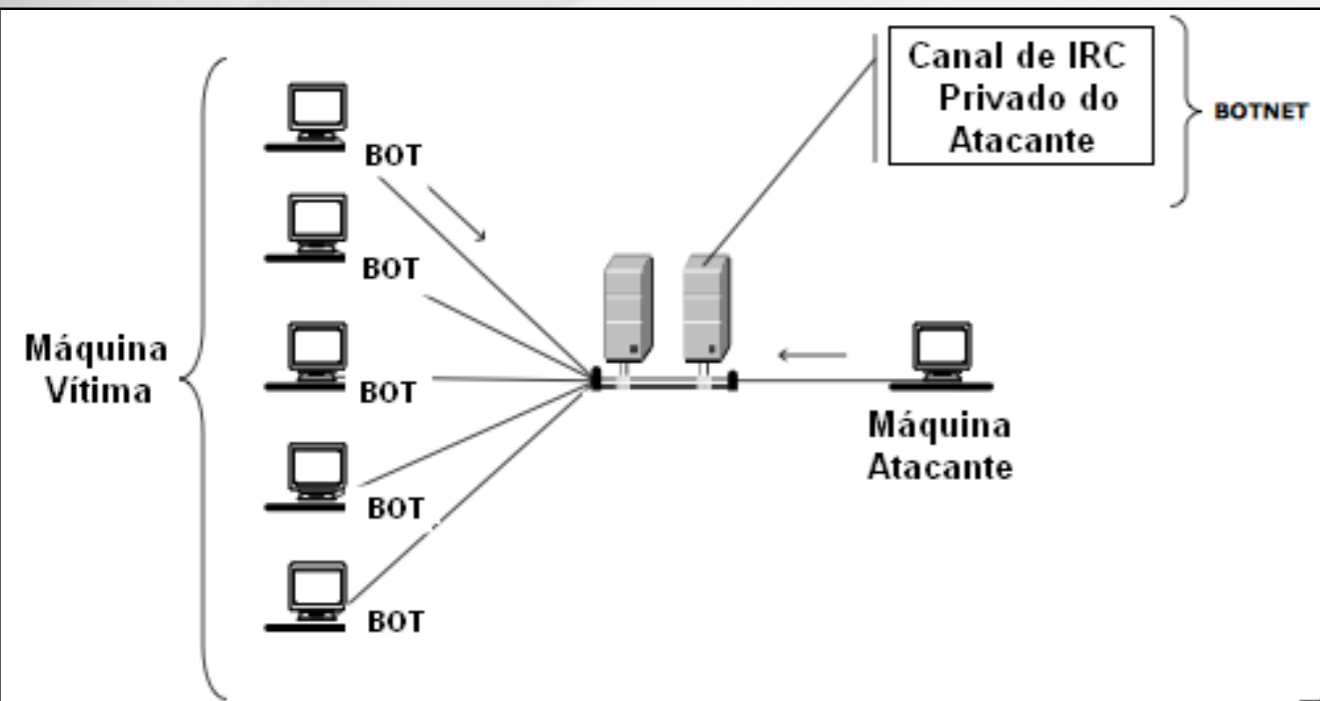 Canal de IRC
Privado do
Atacante
BOTNET
BOT
BOT
Máquina
Vítima
BOT
Máquina
Atacante
BOT
BOT